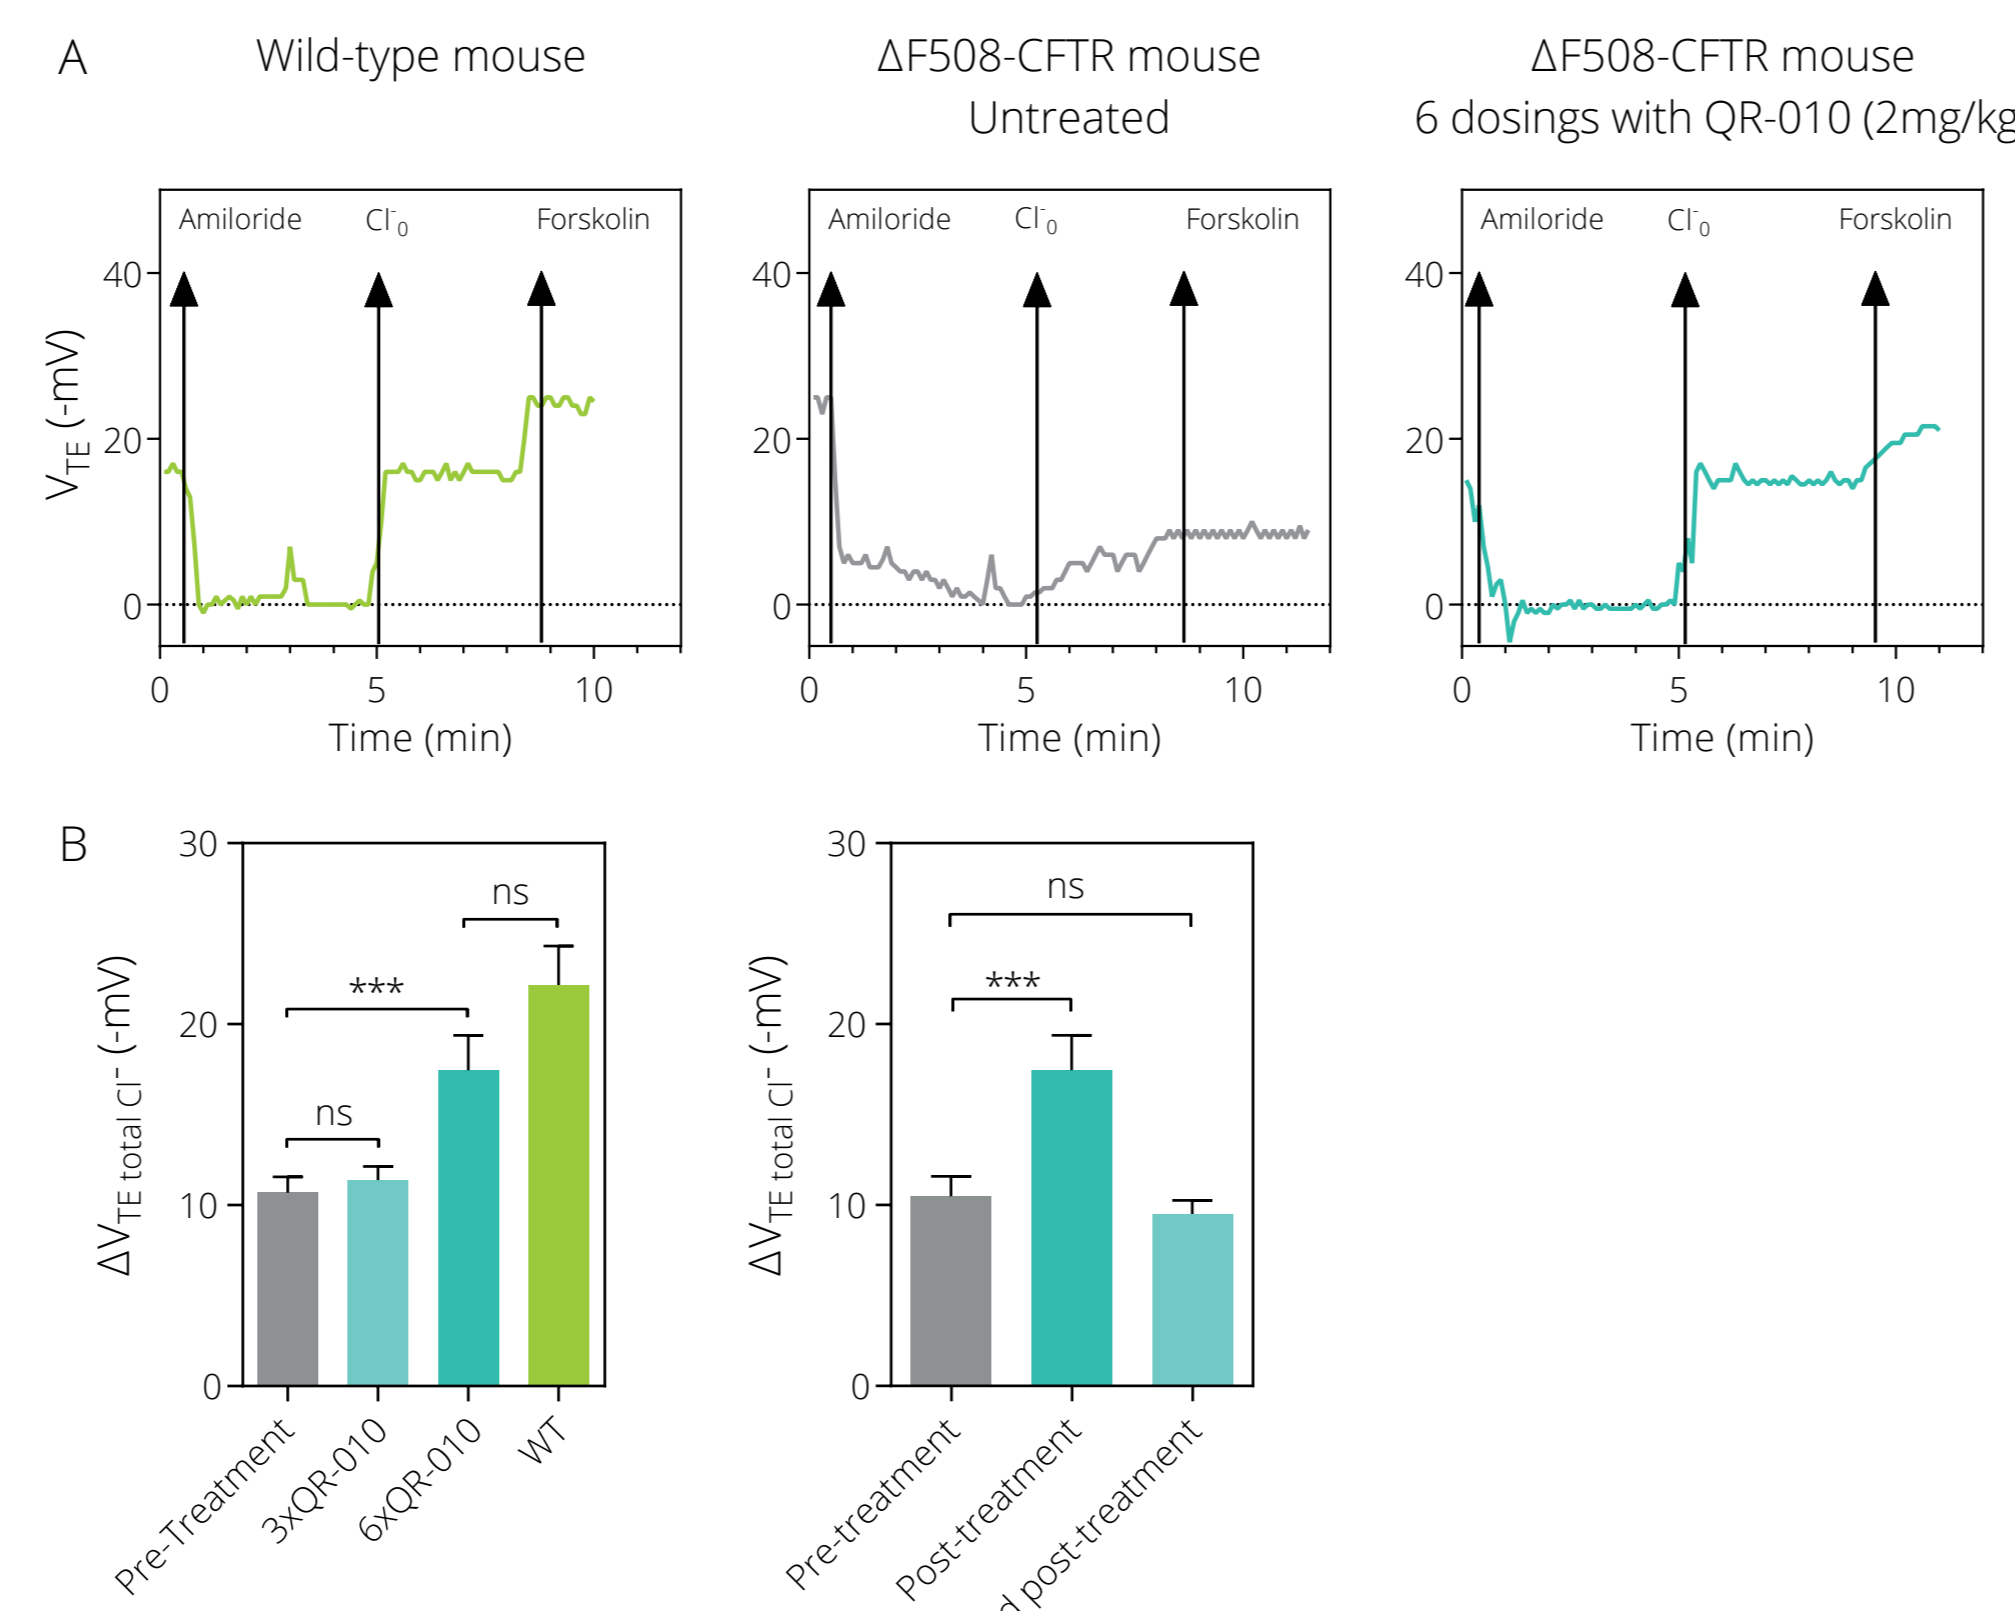 A
Wild-type mouse
ΔF508-CFTR mouse
Untreated
ΔF508-CFTR mouse
6 dosings with QR-010 (2mg/kg
Amiloride Cl⁻₀ Forskolin
40
20
0
V_TE (-mV)
0 5 10
Time (min)
Amiloride Cl⁻₀ Forskolin
40
20
0
0 5 10
Time (min)
Amiloride Cl⁻₀ Forskolin
40
20
0
0 5 10
Time (min)
B
30
20
10
0
ΔV_TE total Cl⁻ (-mV)
ns
***
ns
Pre-Treatment
3xQR-010
6xQR-010
WT
30
20
10
0
ΔV_TE total Cl⁻ (-mV)
ns
***
Pre-treatment
Post-treatment
d post-treatment